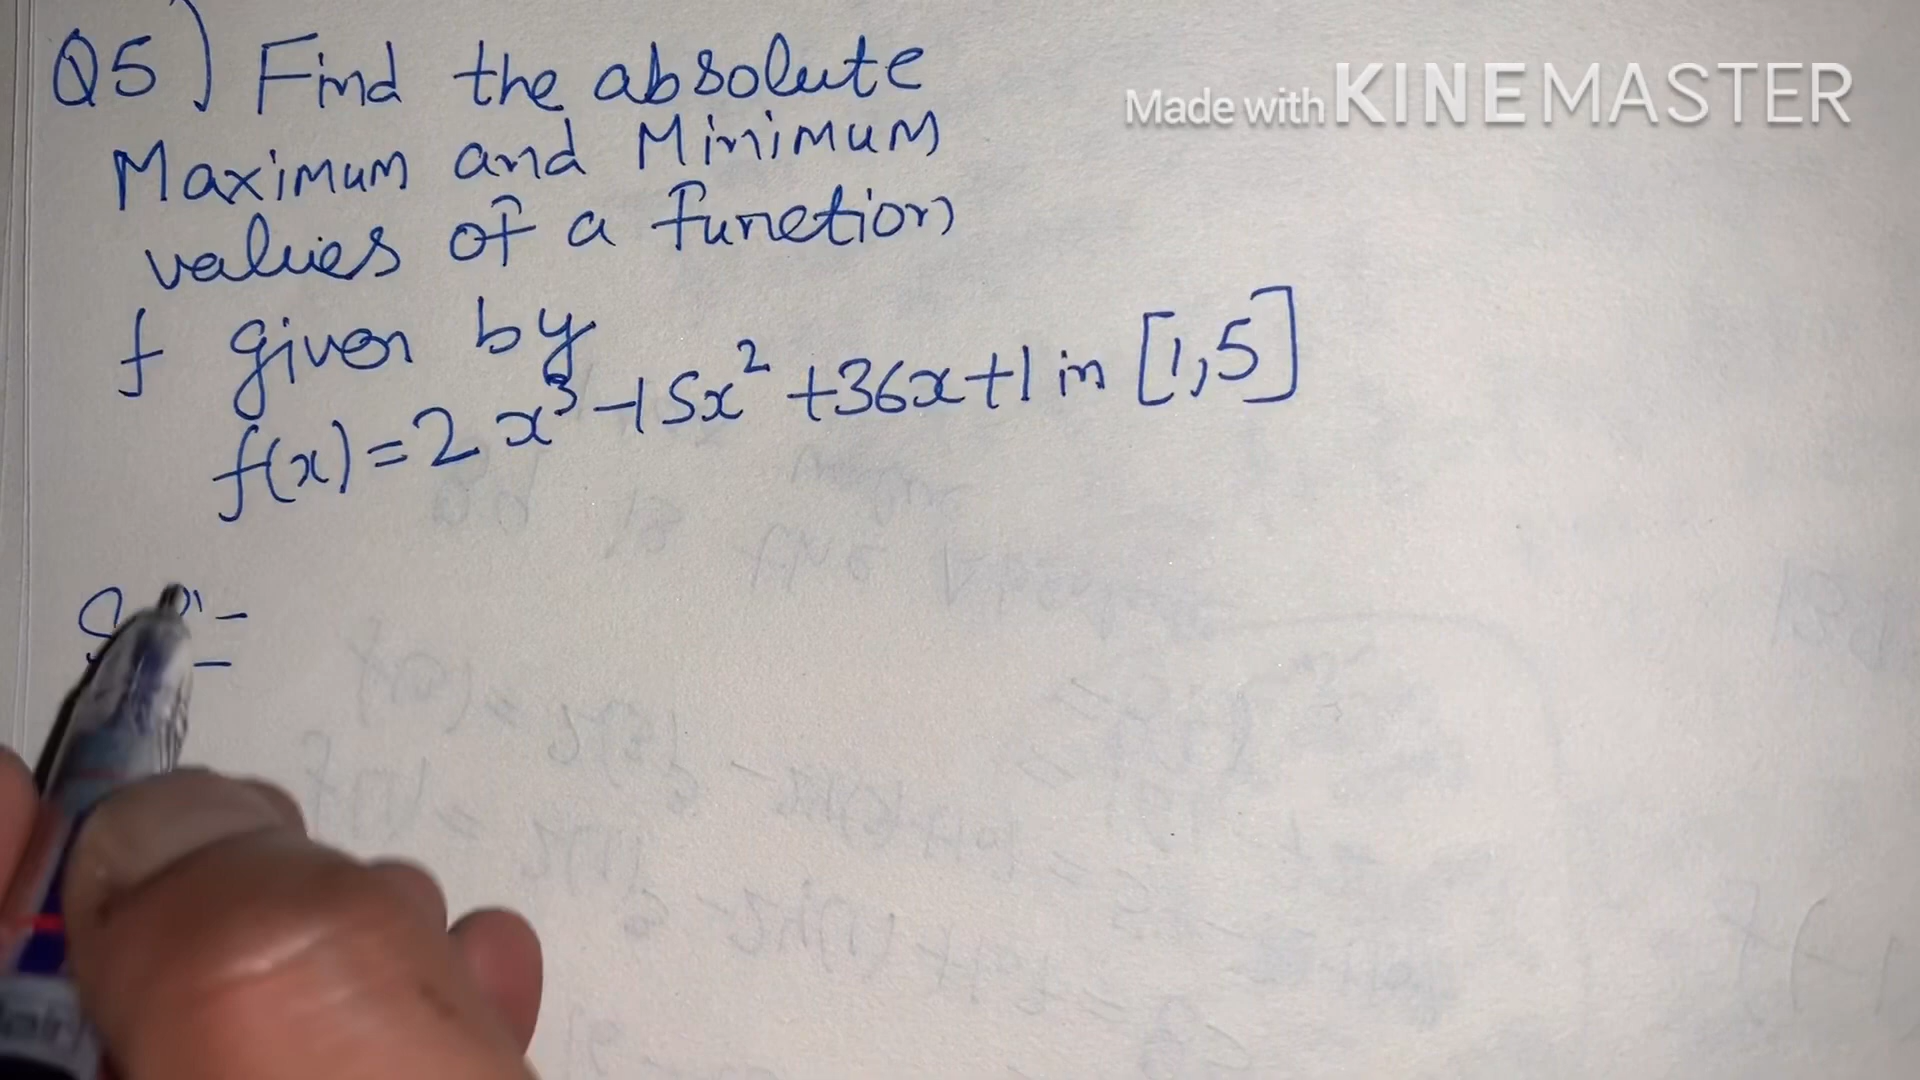 Q5) Find the absolute
Maximum and Minimum
values of a function
f given by
f(x)=2x³-15x²+36x+1 in [1,5]
Made with KINEMASTER